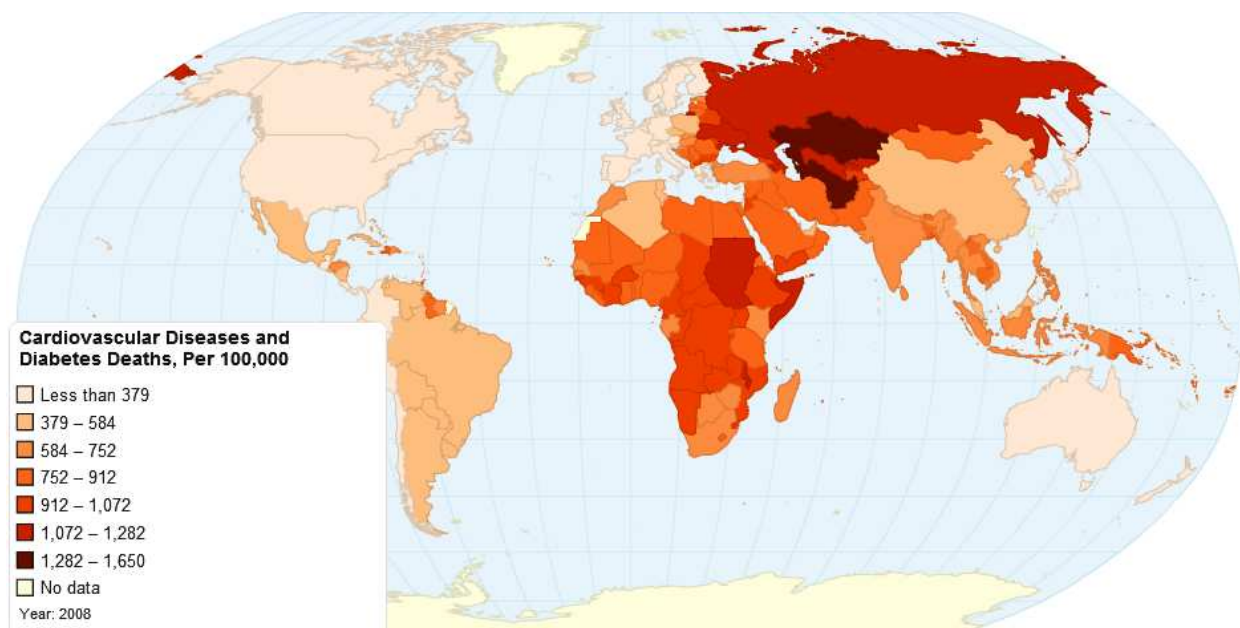 Cardiovascular Diseases and
Diabetes Deaths, Per 100,000
Less than 379
379 – 584
584 – 752
752 – 912
912 – 1,072
1,072 – 1,282
1,282 – 1,650
No data
Year: 2008